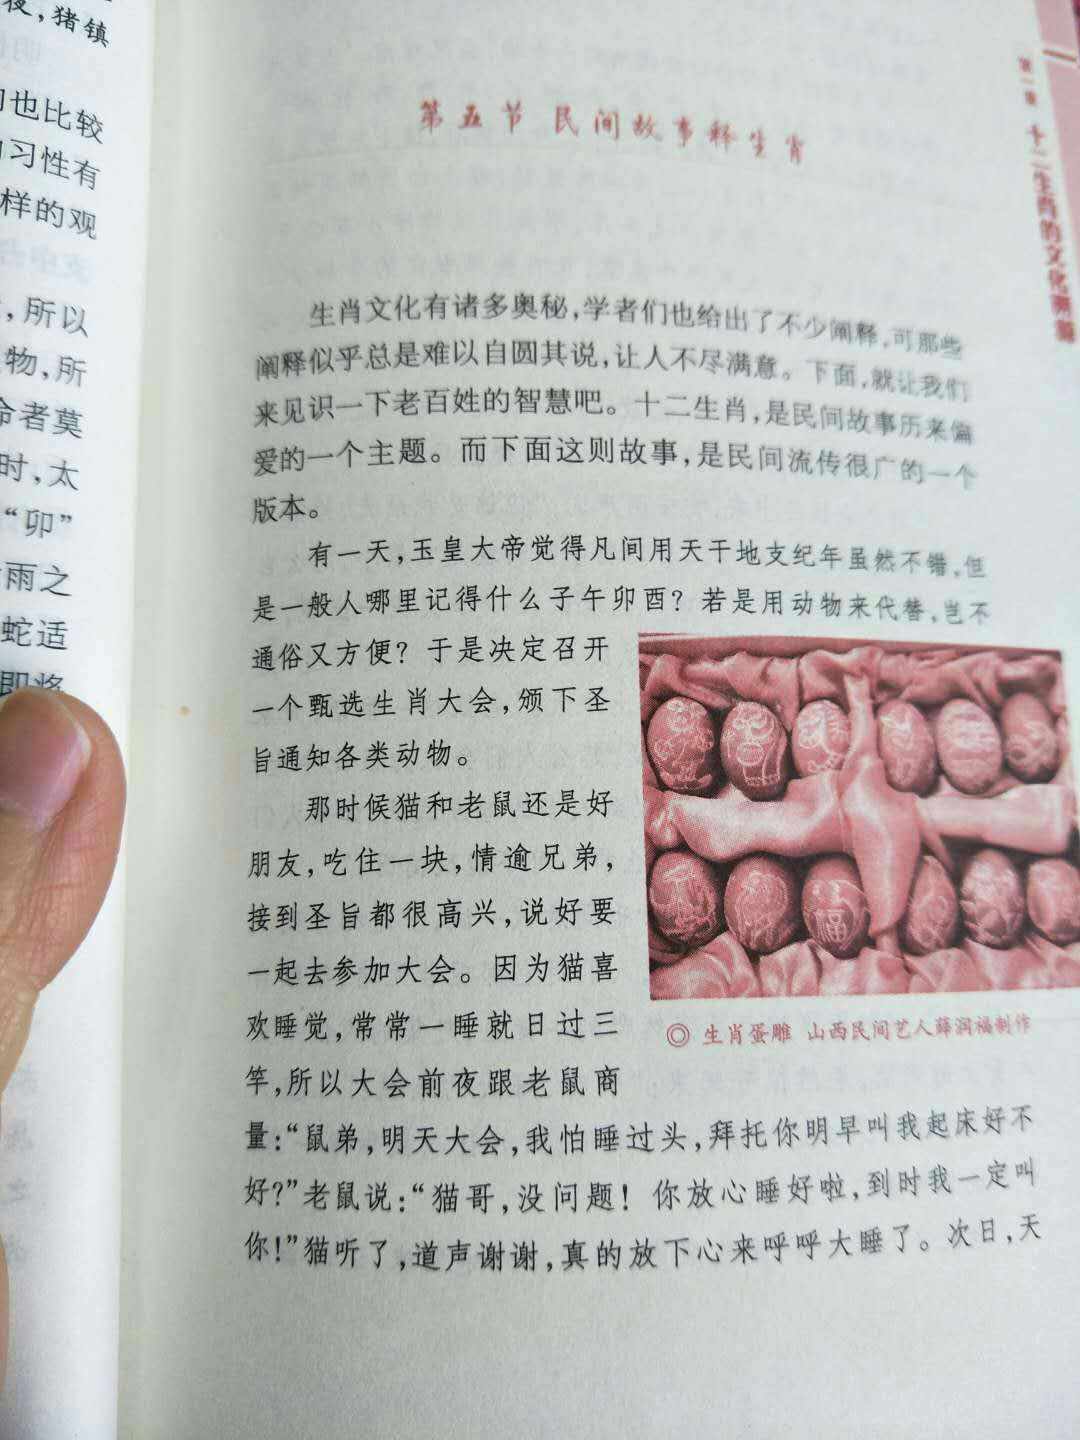 夜，猪镇
也比较
习性有
样的观
，所以
物，所
命者莫
时，太
“卯”
雨之
蛇适
即将
第一章 十二生肖的文化渊源
第五节 民间故事释生肖
生肖文化有诸多奥秘，学者们也给出了不少阐释，可那些
阐释似乎总是难以自圆其说，让人不尽满意。下面，就让我们
来见识一下老百姓的智慧吧。十二生肖，是民间故事历来偏
爱的一个主题。而下面这则故事，是民间流传很广的一个
版本。
有一天，玉皇大帝觉得凡间用天干地支纪年虽然不错，但
是一般人哪里记得什么子午卯酉？若是用动物来代替，岂不
通俗又方便？于是决定召开
一个甄选生肖大会，颁下圣
旨通知各类动物。
那时候猫和老鼠还是好
朋友，吃住一块，情逾兄弟，
接到圣旨都很高兴，说好要
一起去参加大会。因为猫喜
欢睡觉，常常一睡就日过三
竿，所以大会前夜跟老鼠商
量：“鼠弟，明天大会，我怕睡过头，拜托你明早叫我起床好不
好？”老鼠说：“猫哥，没问题！你放心睡好啦，到时我一定叫
你！”猫听了，道声谢谢，真的放下心来呼呼大睡了。次日，天
福
◎ 生肖蛋雕 山西民间艺人薛润福制作